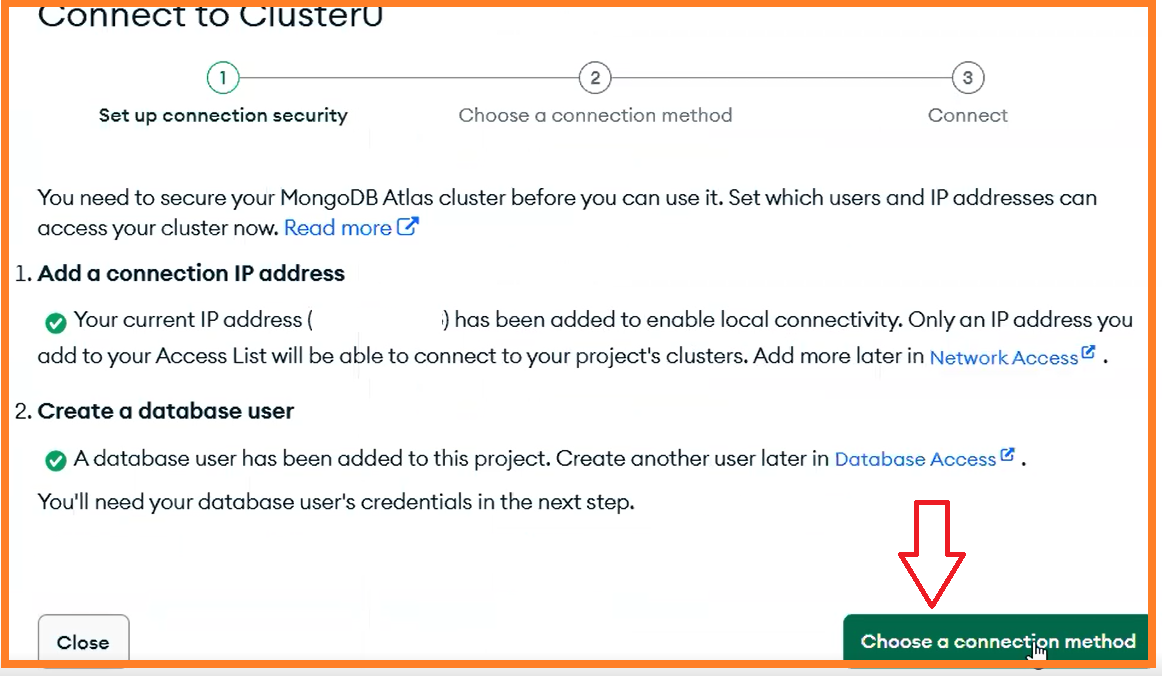 Connect to Cluster0
1
2
3
Set up connection security
Choose a connection method
Connect
You need to secure your MongoDB Atlas cluster before you can use it. Set which users and IP addresses can
access your cluster now. Read more
1. Add a connection IP address
Your current IP address ( ) has been added to enable local connectivity. Only an IP address you
add to your Access List will be able to connect to your project's clusters. Add more later in Network Access .
2. Create a database user
A database user has been added to this project. Create another user later in Database Access .
You'll need your database user's credentials in the next step.
Close
Choose a connection method